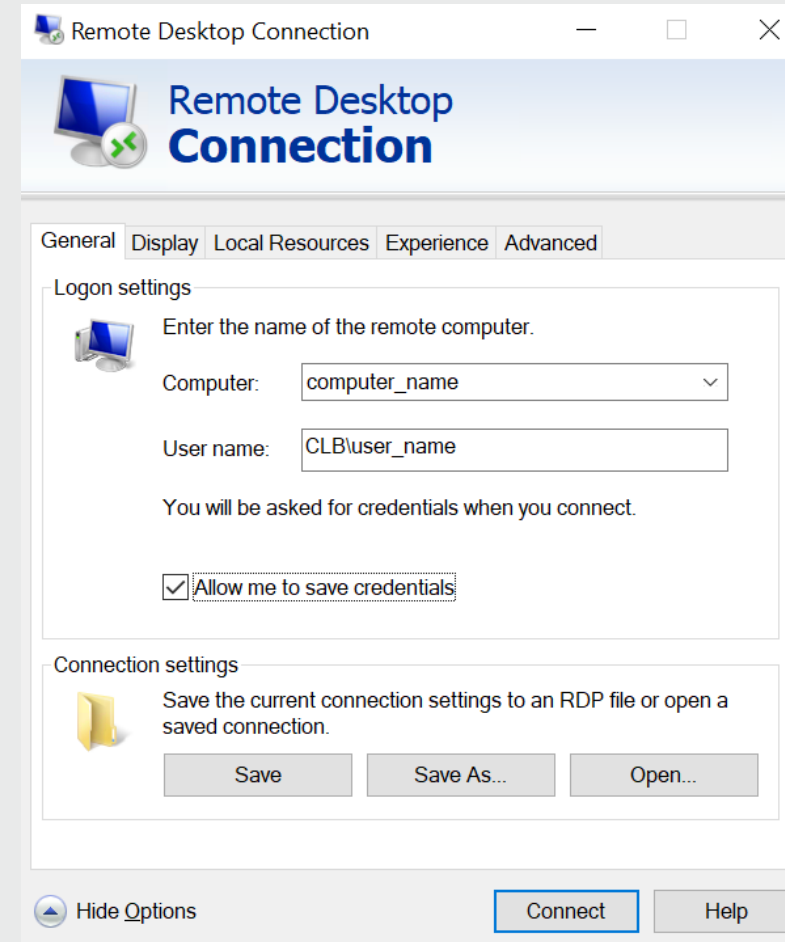 Remote Desktop Connection
Remote Desktop
Connection
General Display Local Resources Experience Advanced
Logon settings
Enter the name of the remote computer.
Computer: computer_name
User name: CLB\user_name
You will be asked for credentials when you connect.
Allow me to save credentials
Connection settings
Save the current connection settings to an RDP file or open a
saved connection.
Save Save As... Open...
Hide Options Connect Help